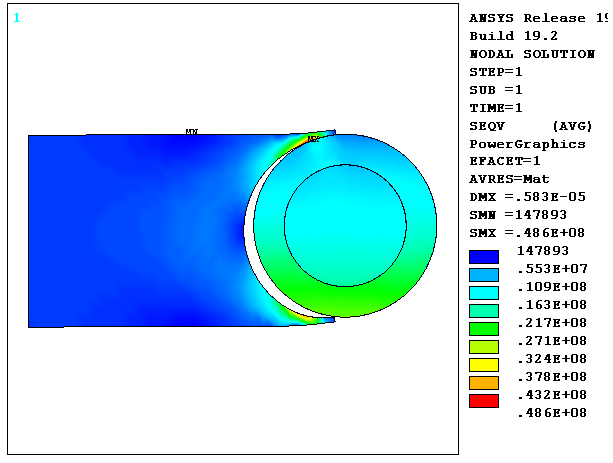 1
ANSYS Release 19
Build 19.2
NODAL SOLUTION
STEP=1
SUB =1
TIME=1
SEQV (AVG)
PowerGraphics
EFACET=1
AVRES=Mat
DMX =.583E-05
SMN =147893
SMX =.486E+08
147893
.553E+07
.109E+08
.163E+08
.217E+08
.271E+08
.324E+08
.378E+08
.432E+08
.486E+08
MN
MX